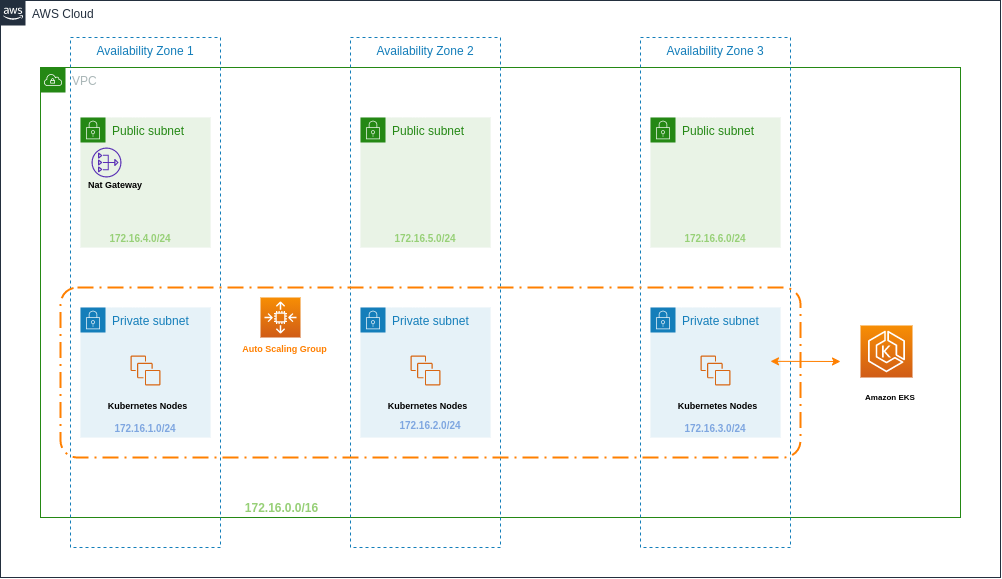 aws
AWS Cloud
Availability Zone 1
Availability Zone 2
Availability Zone 3
VPC
Public subnet
Public subnet
Public subnet
Nat Gateway
172.16.4.0/24
172.16.5.0/24
172.16.6.0/24
Private subnet
Private subnet
Private subnet
Auto Scaling Group
K
Amazon EKS
Kubernetes Nodes
Kubernetes Nodes
Kubernetes Nodes
172.16.1.0/24
172.16.2.0/24
172.16.3.0/24
172.16.0.0/16